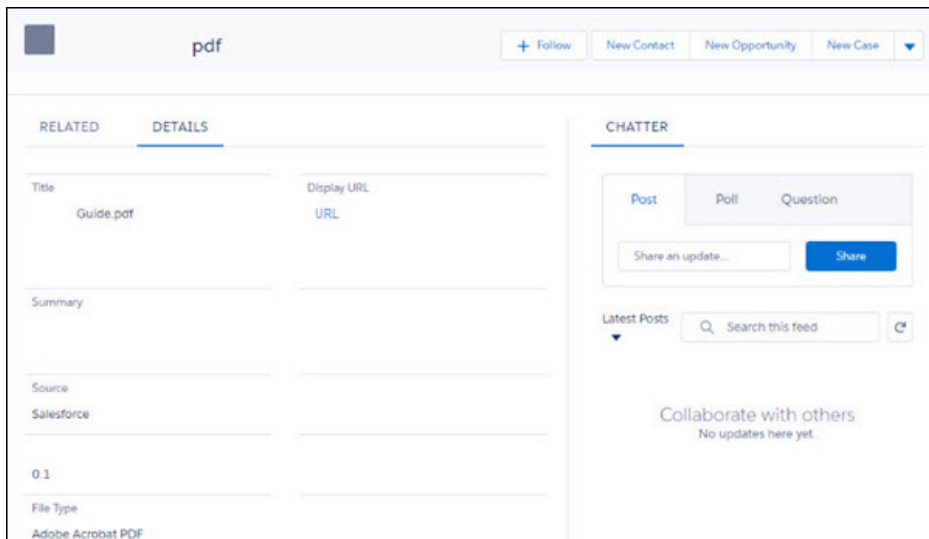 pdf
+ Follow
New Contact
New Opportunity
New Case
RELATED
DETAILS
Title
Guide.pdf
Display URL
URL
Summary
Source
Salesforce
0.1
File Type
Adobe Acrobat PDF
CHATTER
Post
Poll
Question
Share an update...
Share
Latest Posts
Search this feed
Collaborate with others
No updates here yet.